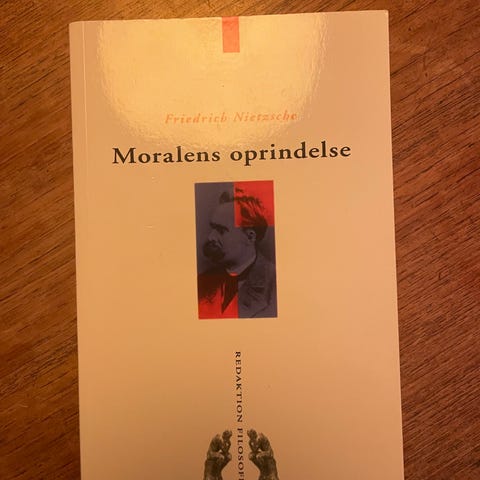 Friedrich Nietzsche
Moralens oprindelse
REDAKTION FILOSOFI